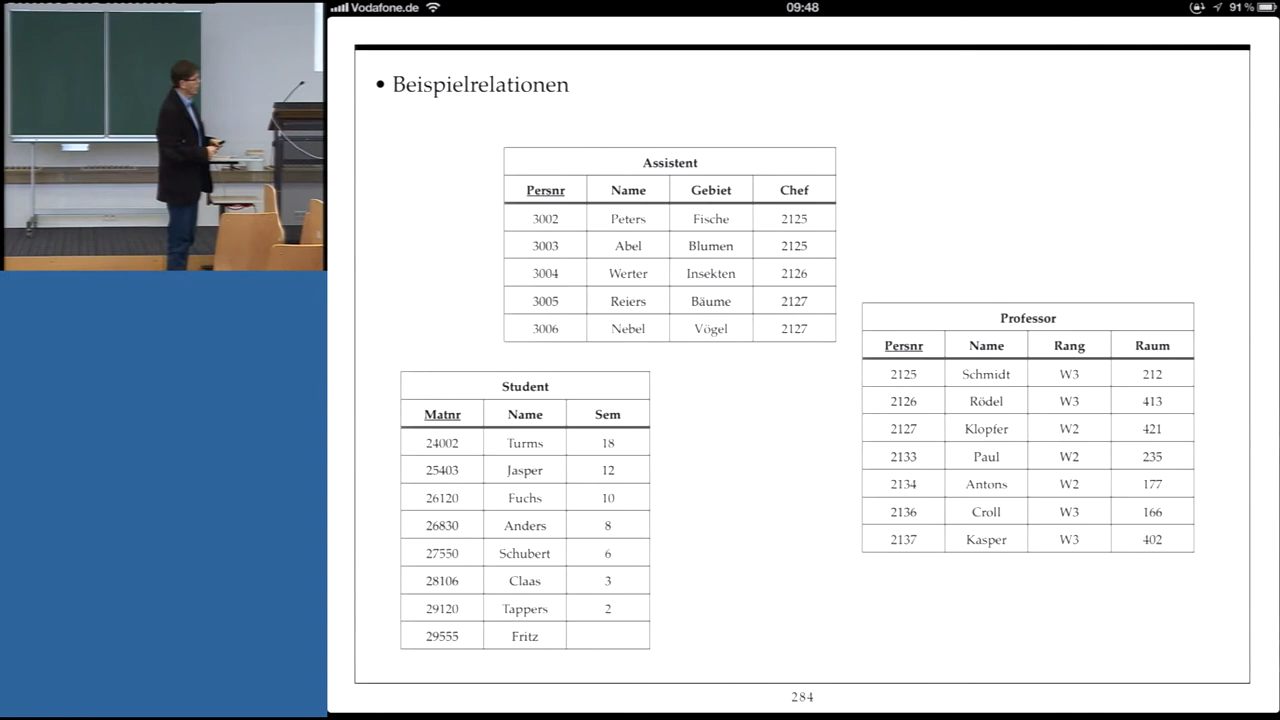 Vodafone.de 09:48 91 %
• Beispielrelationen
Assistent
Persnr Name Gebiet Chef
3002 Peters Fische 2125
3003 Abel Blumen 2125
3004 Werter Insekten 2126
3005 Reiers Bäume 2127
3006 Nebel Vögel 2127
Student
Matnr Name Sem
24002 Turms 18
25403 Jasper 12
26120 Fuchs 10
26830 Anders 8
27550 Schubert 6
28106 Claas 3
29120 Tappers 2
29555 Fritz
Professor
Persnr Name Rang Raum
2125 Schmidt W3 212
2126 Rödel W3 413
2127 Klopfer W2 421
2133 Paul W2 235
2134 Antons W2 177
2136 Croll W3 166
2137 Kasper W3 402
284